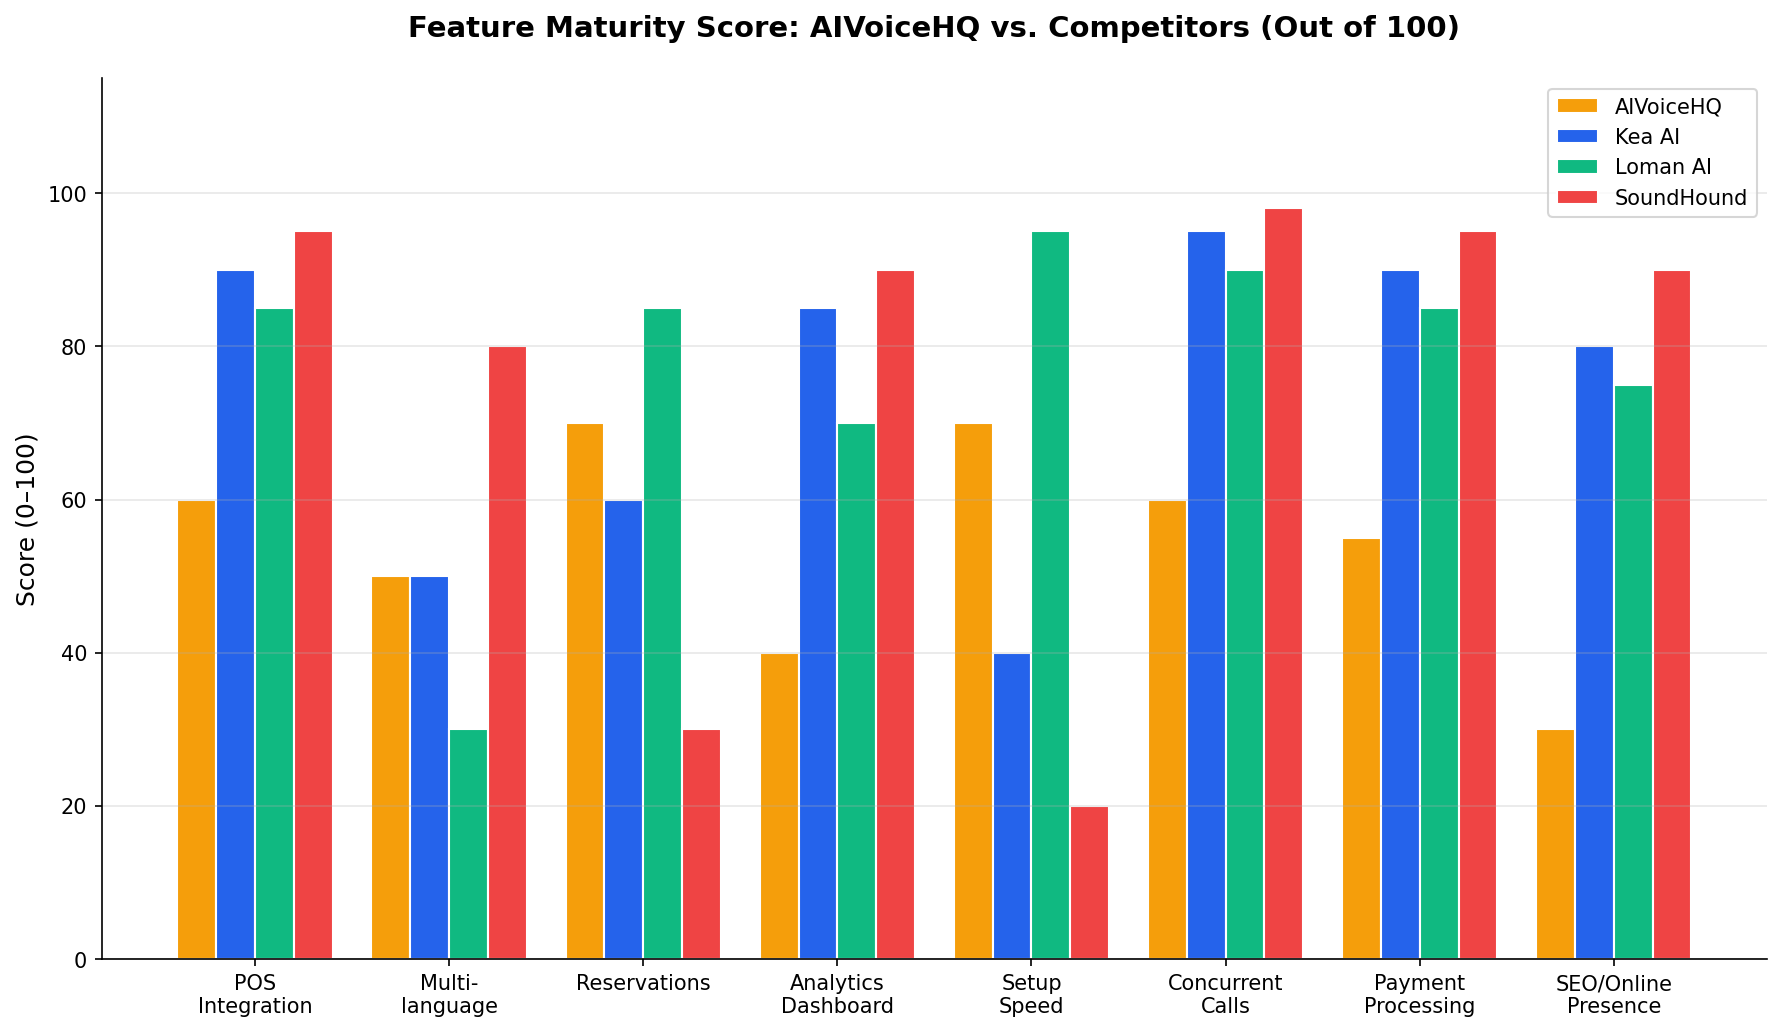 Feature Maturity Score: AIVoiceHQ vs. Competitors (Out of 100)
AIVoiceHQ
Kea AI
Loman AI
SoundHound
Score (0–100)
100
80
60
40
20
0
POS
Integration
Multi-
language
Reservations
Analytics
Dashboard
Setup
Speed
Concurrent
Calls
Payment
Processing
SEO/Online
Presence